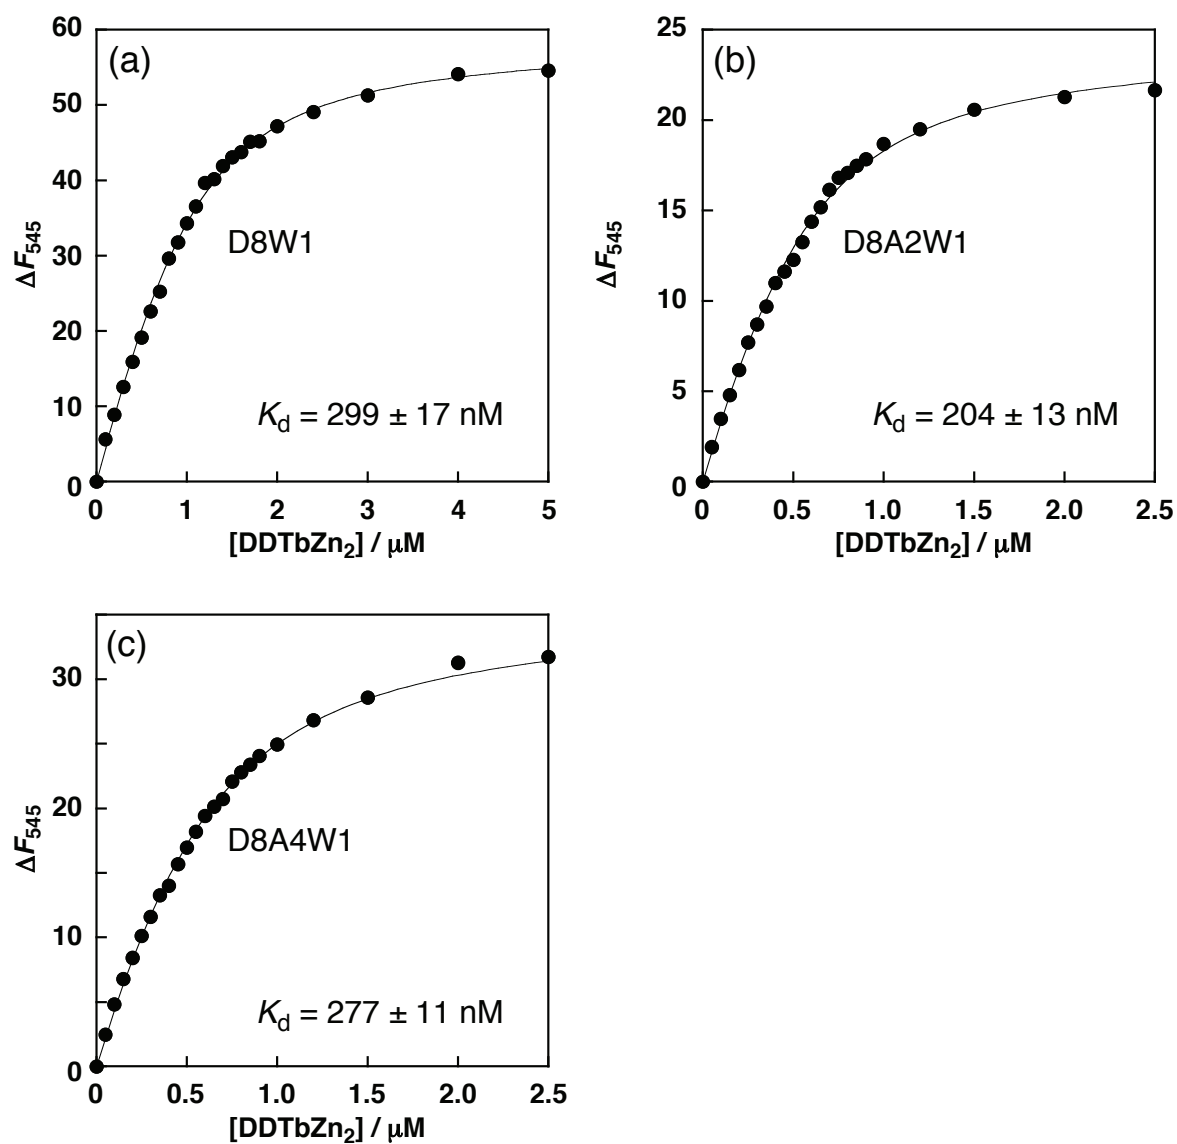 (a)
60
50
40
30
20
10
0
ΔF545
D8W1
Kd = 299 ± 17 nM
0 1 2 3 4 5
[DDTbZn2] / μM
(b)
25
20
15
10
5
0
ΔF545
D8A2W1
Kd = 204 ± 13 nM
0 0.5 1.0 1.5 2.0 2.5
[DDTbZn2] / μM
(c)
30
20
10
0
ΔF545
D8A4W1
Kd = 277 ± 11 nM
0 0.5 1.0 1.5 2.0 2.5
[DDTbZn2] / μM